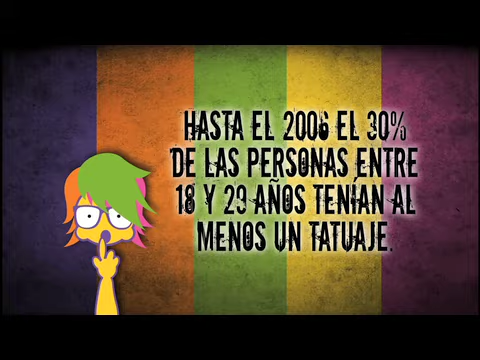 HASTA EL 2006 EL 30%
DE LAS PERSONAS ENTRE
18 Y 29 AÑOS TENÍAN AL
MENOS UN TATUAJE.